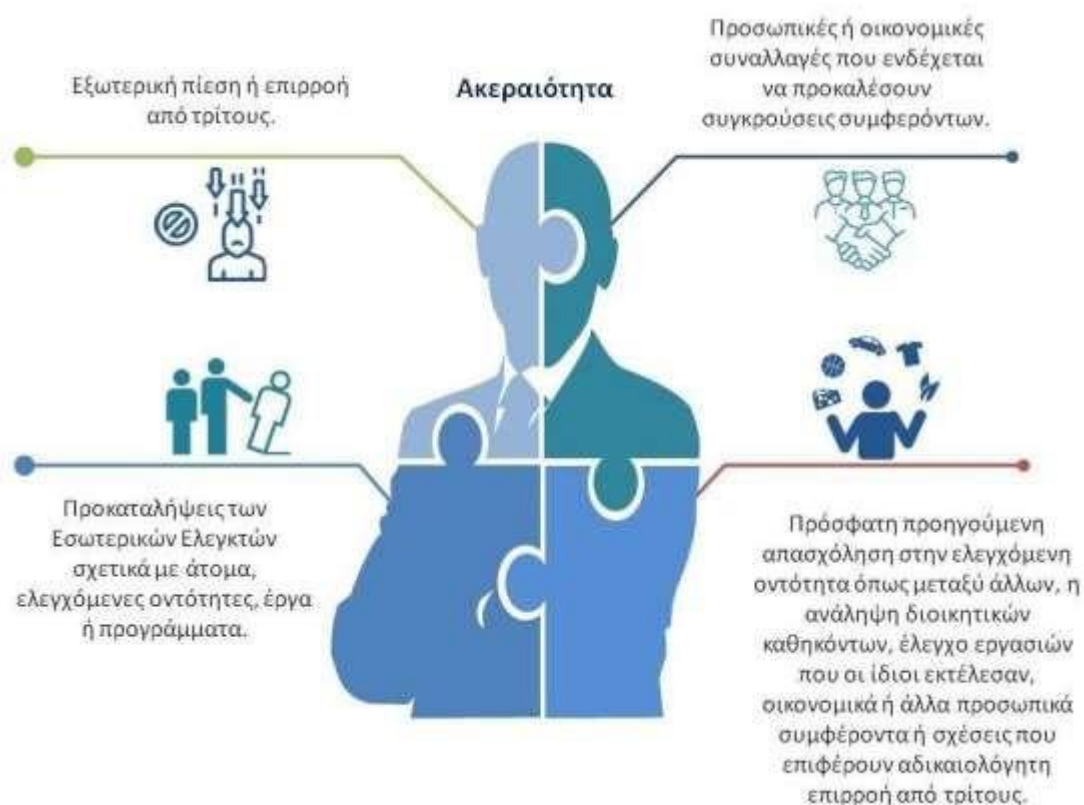 Ακεραιότητα
Εξωτερική πίεση ή επιρροή
από τρίτους.
Προσωπικές ή οικονομικές
συναλλαγές που ενδέχεται
να προκαλέσουν
συγκρούσεις συμφερόντων.
Προκαταλήψεις των
Εσωτερικών Ελεγκτών
σχετικά με άτομα,
ελεγχόμενες οντότητες, έργα
ή προγράμματα.
Πρόσφατη προηγούμενη
απασχόληση στην ελεγχόμενη
οντότητα όπως μεταξύ άλλων, η
ανάληψη διοικητικών
καθηκόντων, έλεγχο εργασιών
που οι ίδιοι εκτέλεσαν,
οικονομικά ή άλλα προσωπικά
συμφέροντα ή σχέσεις που
επιφέρουν αδικαιολόγητη
επιρροή από τρίτους.